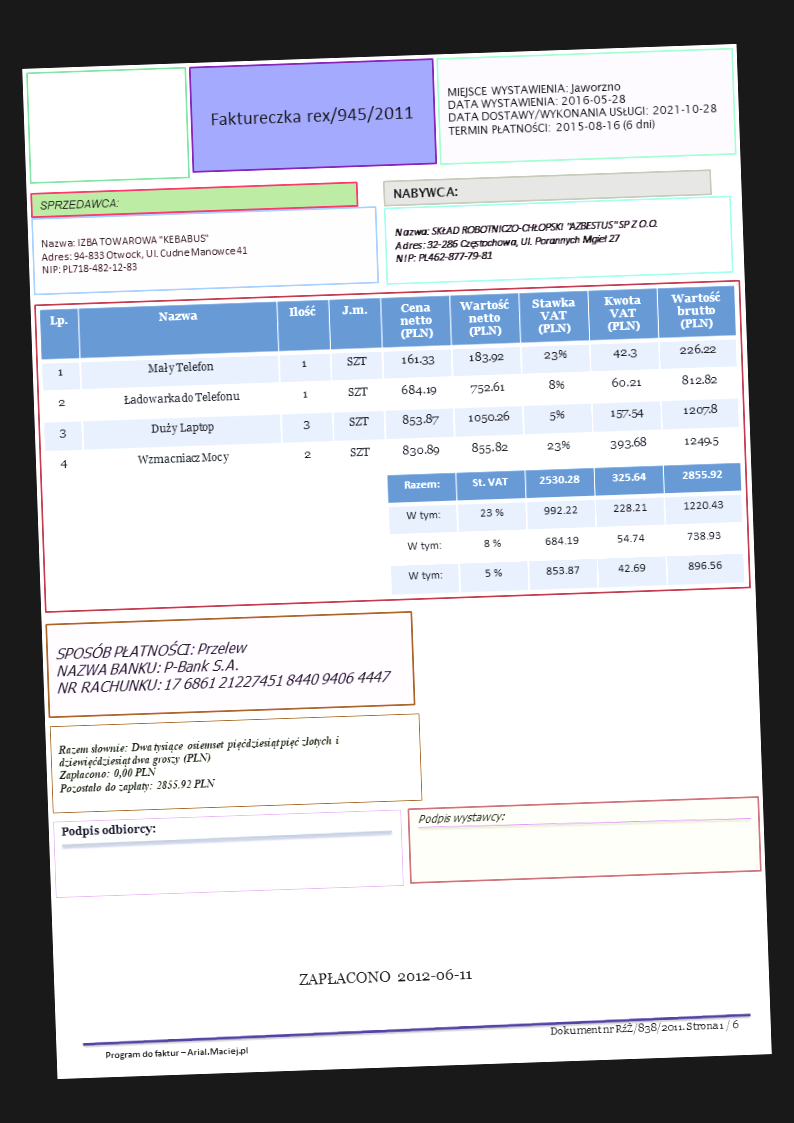 Faktureczka rex/945/2011
MIEJSCE WYSTAWIENIA: Jaworzno
DATA WYSTAWIENIA: 2016-05-28
DATA DOSTAWY/WYKONANIA USŁUGI: 2021-10-28
TERMIN PŁATNOŚCI: 2015-08-16 (6 dni)
SPRZEDAWCA:
Nazwa: IZBA TOWAROWA "KEBABUS"
Adres: 94-833 Otwock, Ul. Cudne Manowce 41
NIP: PL718-482-12-83
NABYWCA:
Nazwa: SKŁAD ROBOTNICZO-CHŁOPSKI "AZBESTUS" SP Z O.O.
Adres: 32-286 Częstochowa, Ul. Porannych Mgieł 27
NIP: PL462-877-79-81
Lp. Nazwa Ilość J.m. Cena netto (PLN) Wartość netto (PLN) Stawka VAT (PLN) Kwota VAT (PLN) Wartość brutto (PLN)
1 Mały Telefon 1 SZT 161.33 183.92 23% 42.3 226.22
2 Ładowarka do Telefonu 1 SZT 684.19 752.61 8% 60.21 812.82
3 Duży Laptop 3 SZT 853.87 1050.26 5% 157.54 1207.8
4 Wzmacniacz Mocy 2 SZT 830.89 855.82 23% 393.68 1249.5
Razem: St. VAT 2530.28 325.64 2855.92
W tym: 23 % 992.22 228.21 1220.43
W tym: 8 % 684.19 54.74 738.93
W tym: 5 % 853.87 42.69 896.56
SPOSÓB PŁATNOŚCI: Przelew
NAZWA BANKU: P-Bank S.A.
NR RACHUNKU: 17 6861 21227451 8440 9406 4447
Razem słownie: Dwa tysiące osiemset pięćdziesiąt pięć złotych i
dziewięćdziesiąt dwa groszy (PLN)
Zapłacono: 0,00 PLN
Pozostało do zapłaty: 2855.92 PLN
Podpis odbiorcy:
Podpis wystawcy:
ZAPŁACONO 2012-06-11
Dokument nr RźŻ/838/2011. Strona 1 / 6
Program do faktur – Arial.Maciej.pl